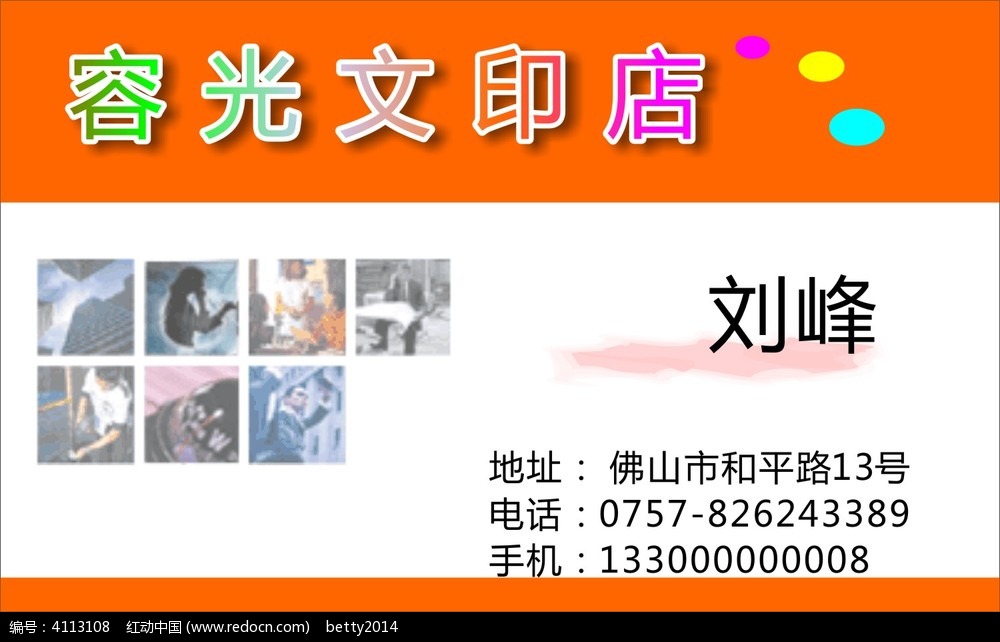 容光文印店
刘峰
地址： 佛山市和平路13号
电话：0757-826243389
手机：133000000008
编号：4113108 红动中国 (www.redocn.com) betty2014